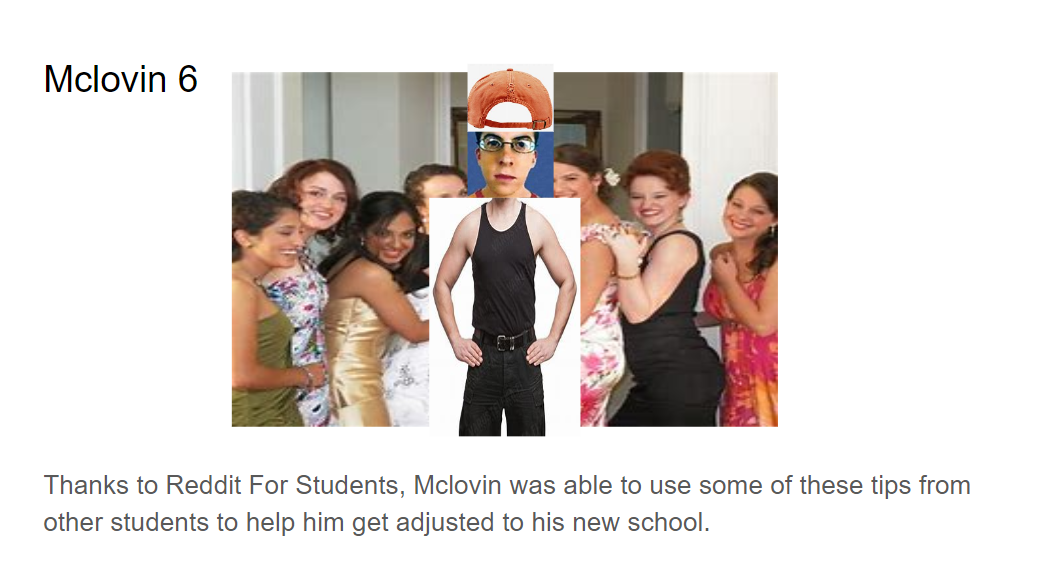 Mclovin 6
Thanks to Reddit For Students, Mclovin was able to use some of these tips from
other students to help him get adjusted to his new school.